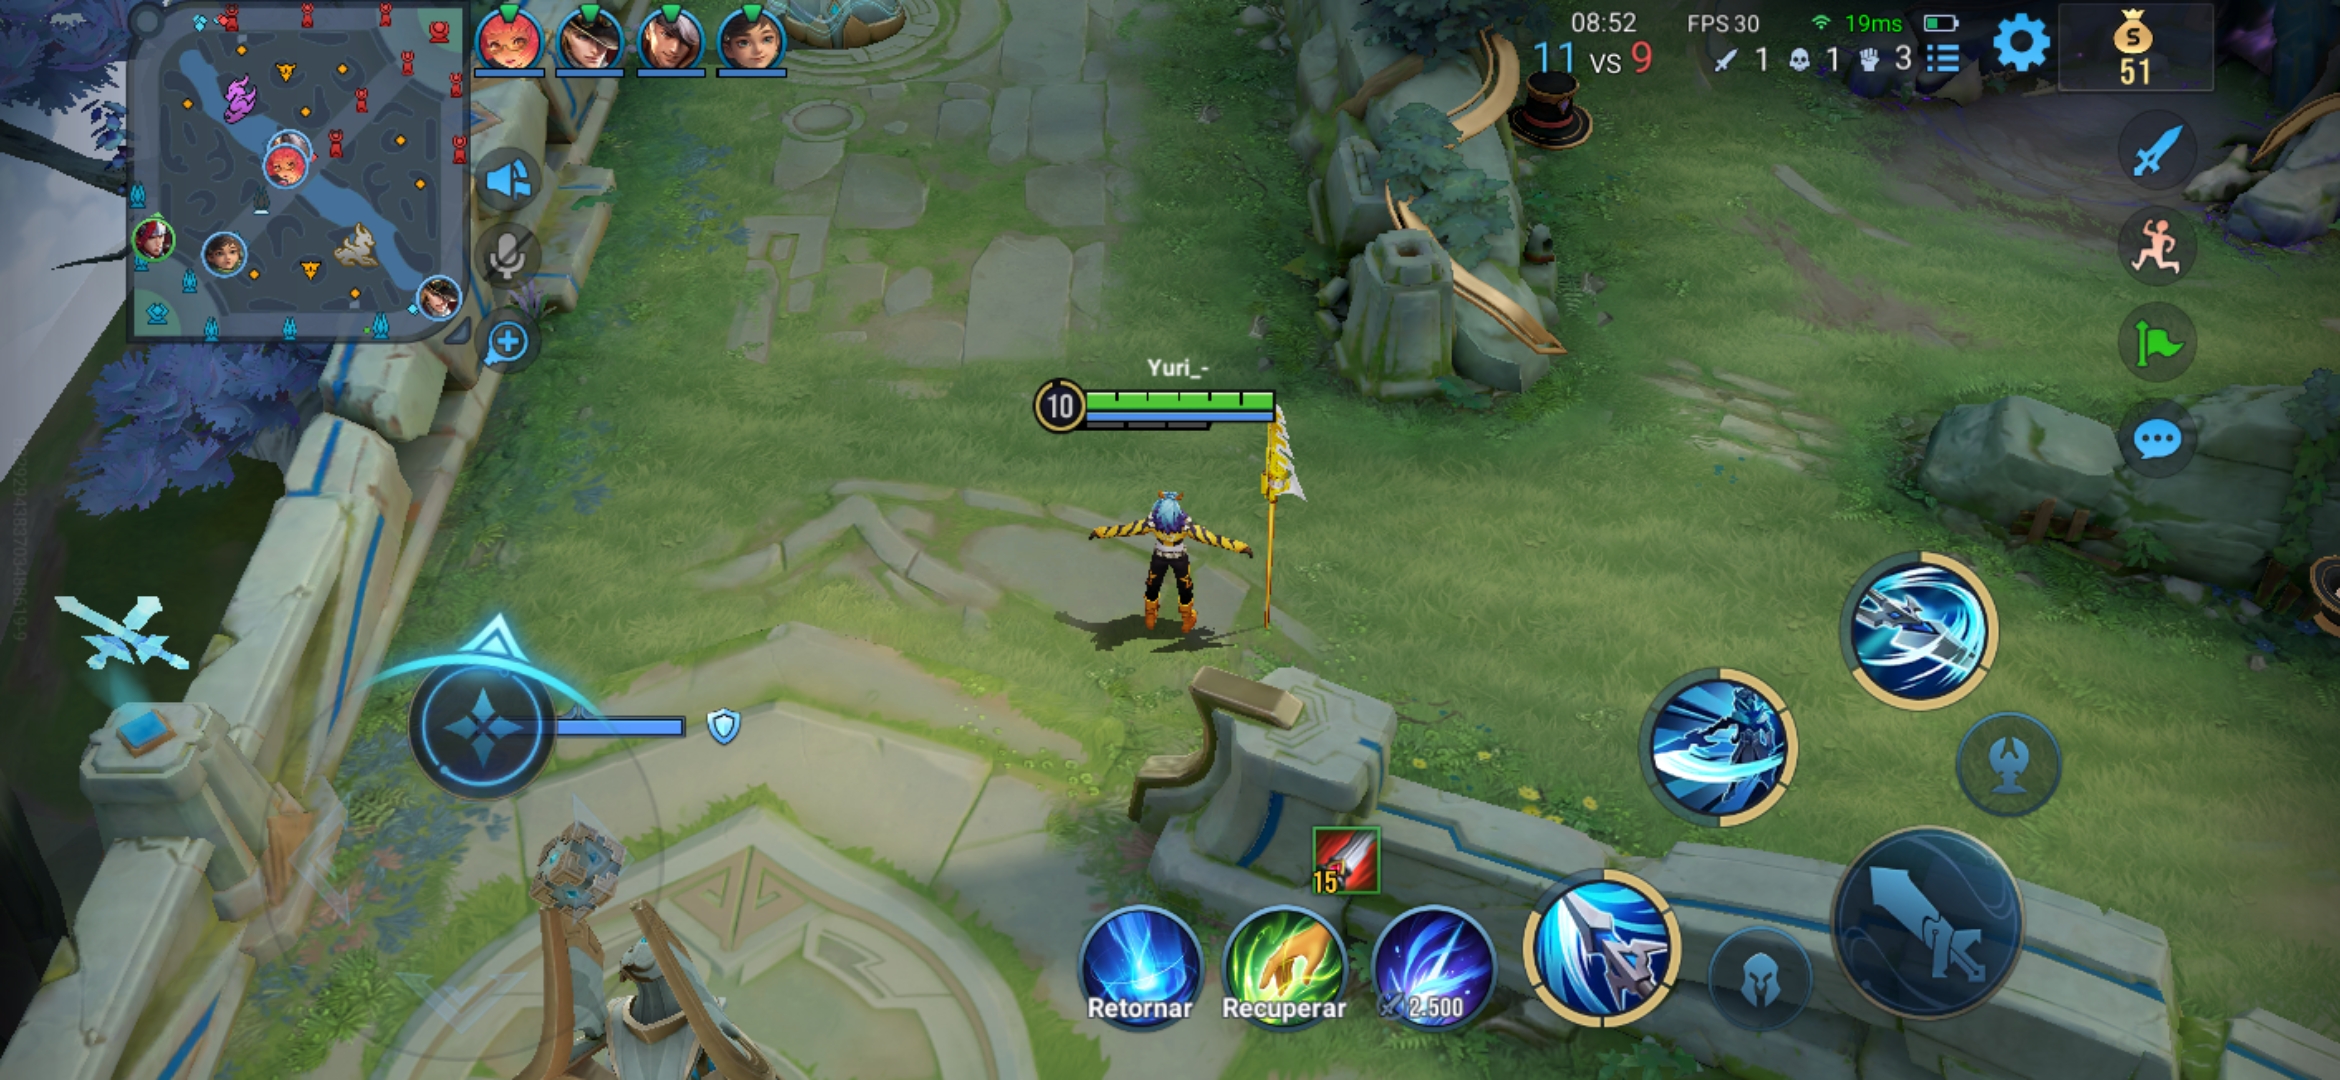 08:52
FPS 30
19ms
11 vs 9
1
1
3
S
51
Yuri_-
10
15
Retornar
Recuperar
2.500